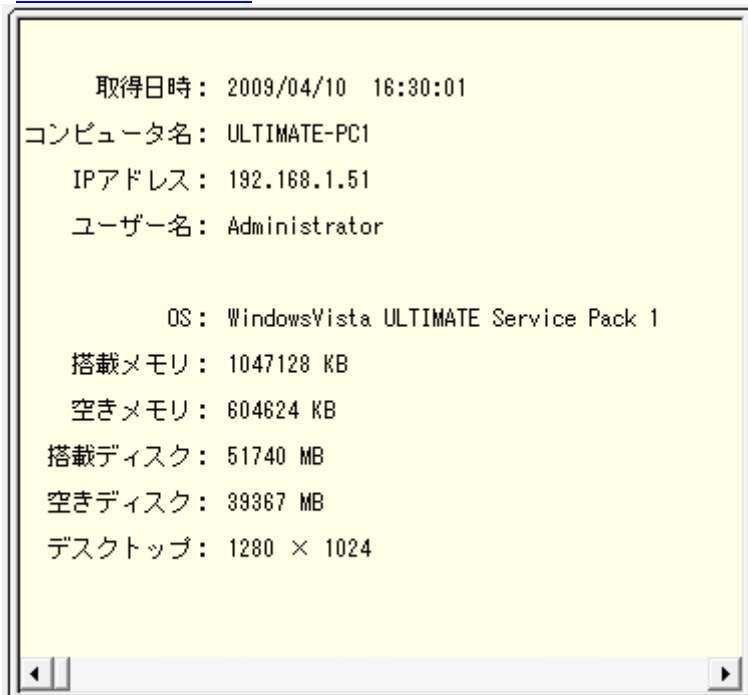 取得日時: 2009/04/10 16:30:01
コンピュータ名: ULTIMATE-PC1
IPアドレス: 192.168.1.51
ユーザー名: Administrator
OS: WindowsVista ULTIMATE Service Pack 1
搭載メモリ: 1047128 KB
空きメモリ: 604624 KB
搭載ディスク: 51740 MB
空きディスク: 39367 MB
デスクトップ: 1280 × 1024